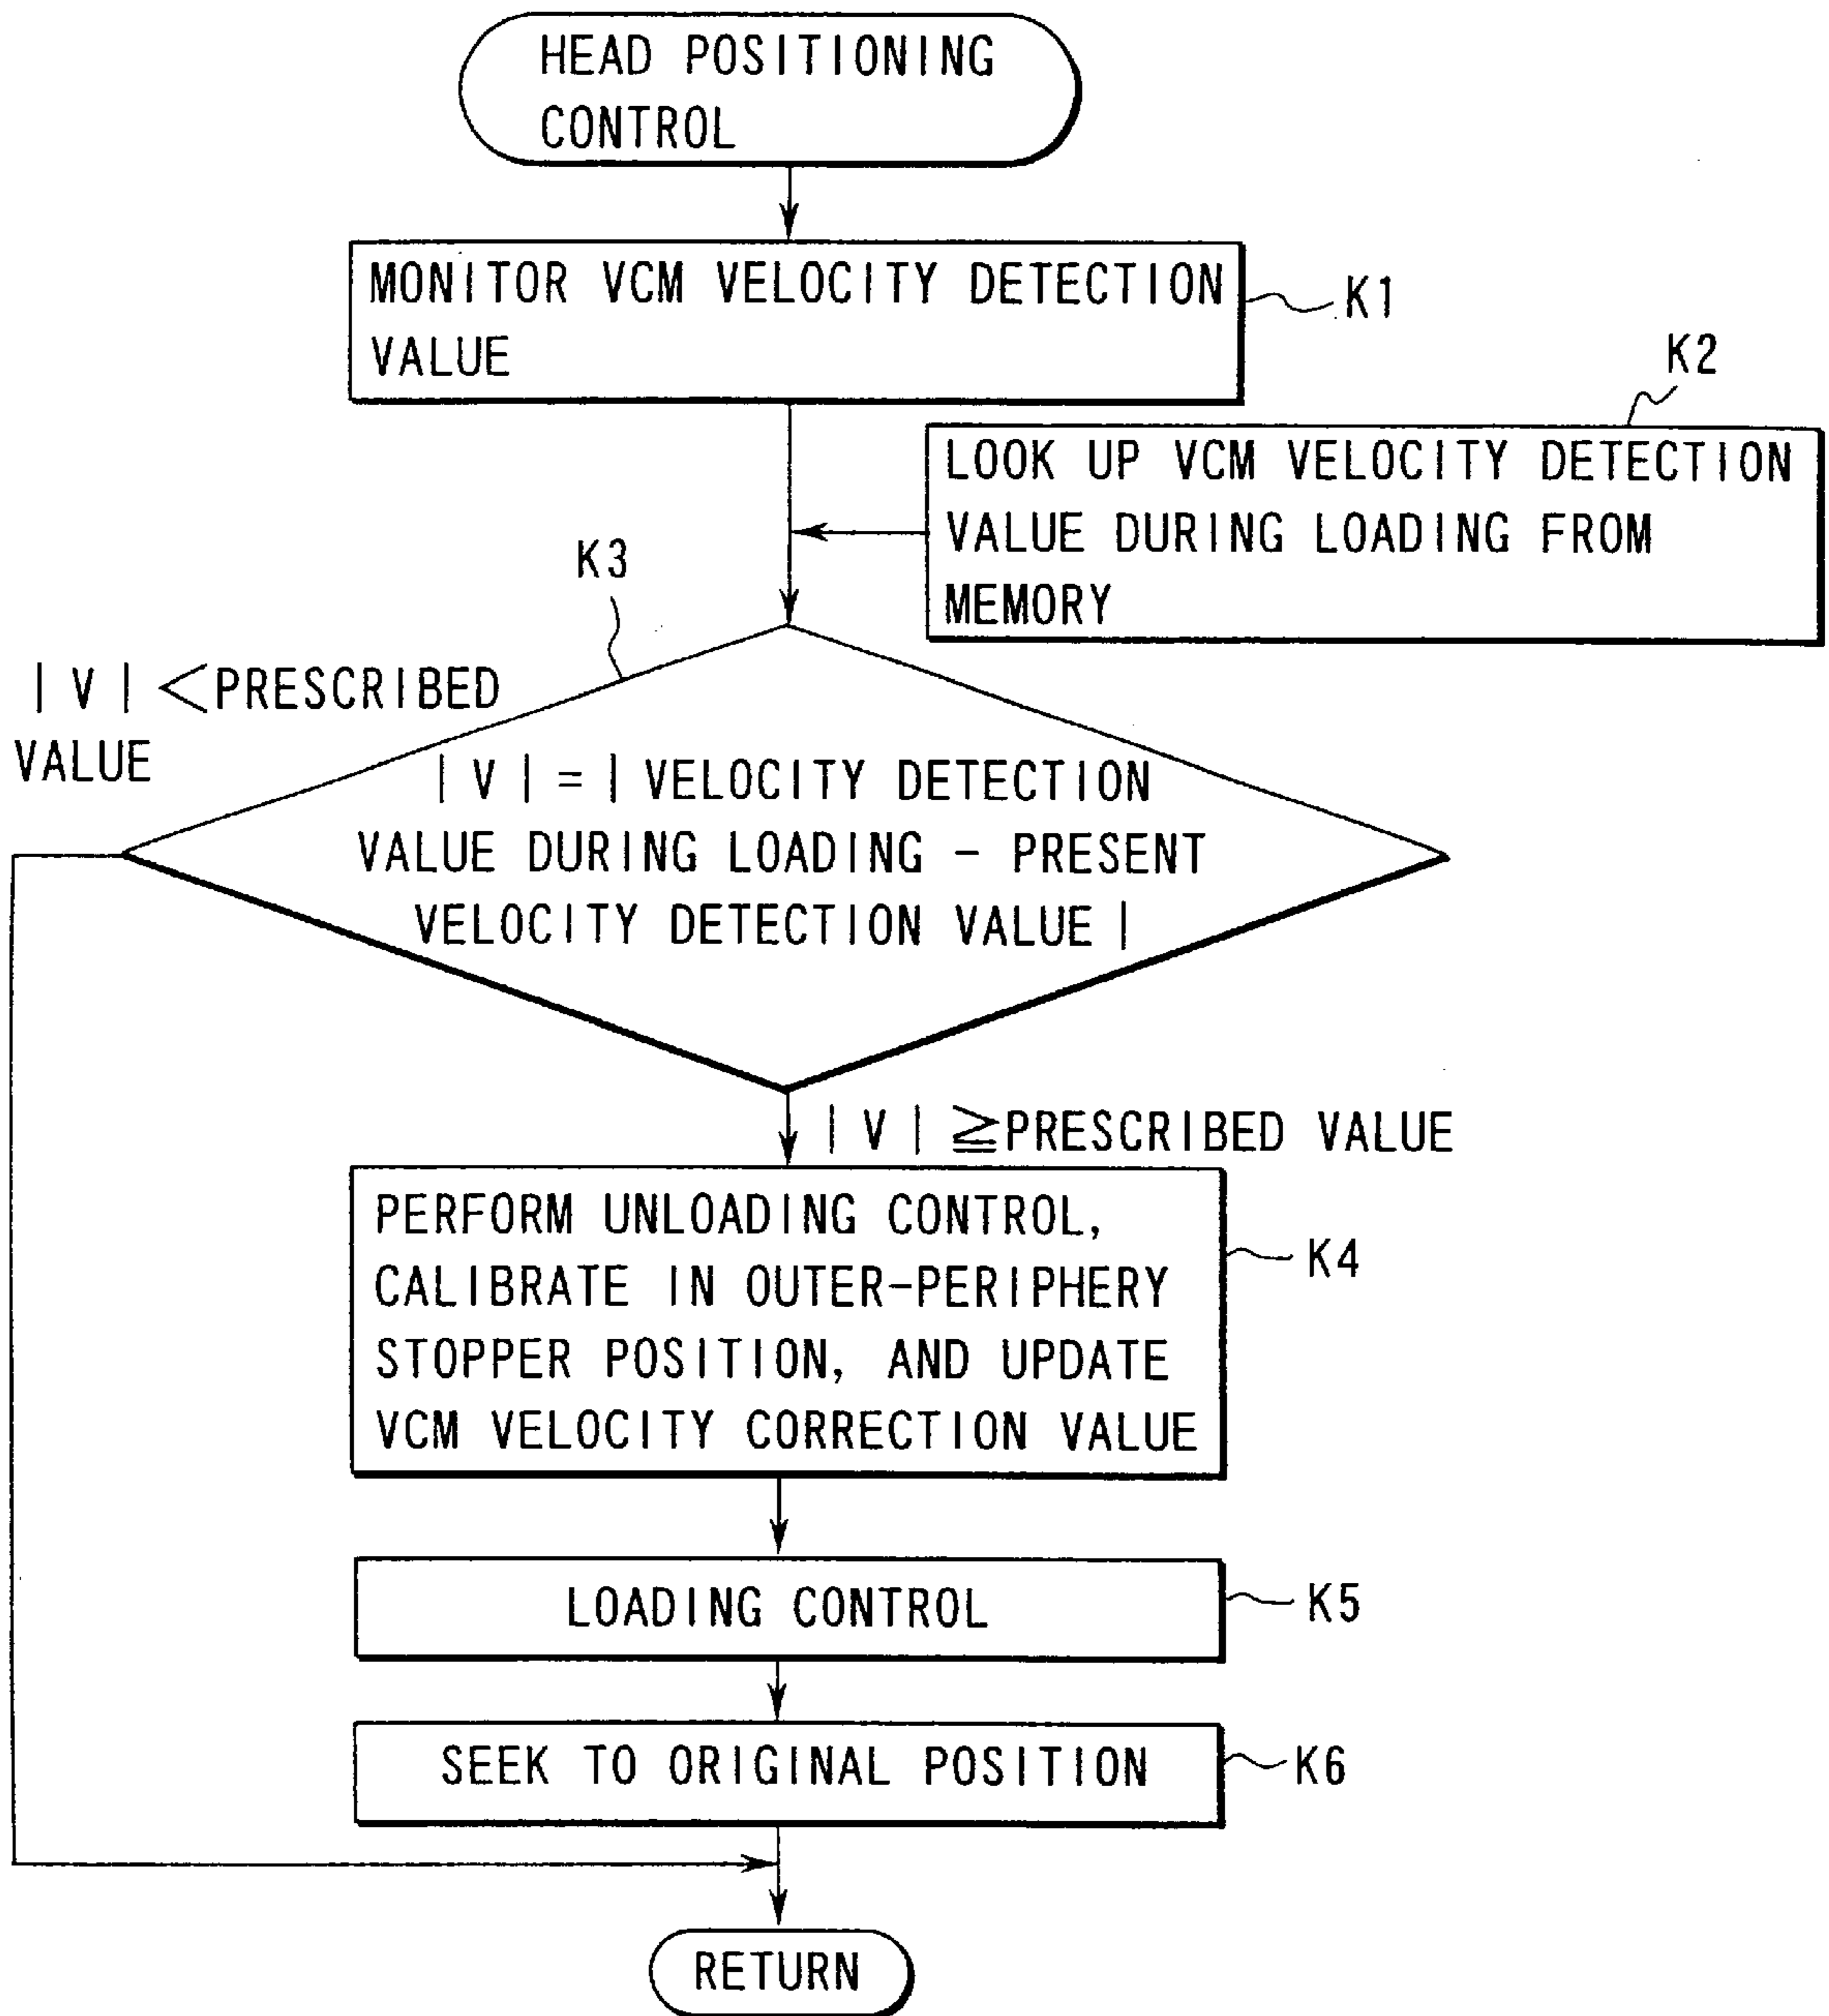 HEAD POSITIONING
CONTROL
MONITOR VCM VELOCITY DETECTION
VALUE
K1
K2
LOOK UP VCM VELOCITY DETECTION
VALUE DURING LOADING FROM
MEMORY
K3
|V| <PRESCRIBED
VALUE
|V| = | VELOCITY DETECTION
VALUE DURING LOADING - PRESENT
VELOCITY DETECTION VALUE |
|V| ≧PRESCRIBED VALUE
PERFORM UNLOADING CONTROL,
CALIBRATE IN OUTER-PERIPHERY
STOPPER POSITION, AND UPDATE
VCM VELOCITY CORRECTION VALUE
K4
LOADING CONTROL
K5
SEEK TO ORIGINAL POSITION
K6
RETURN